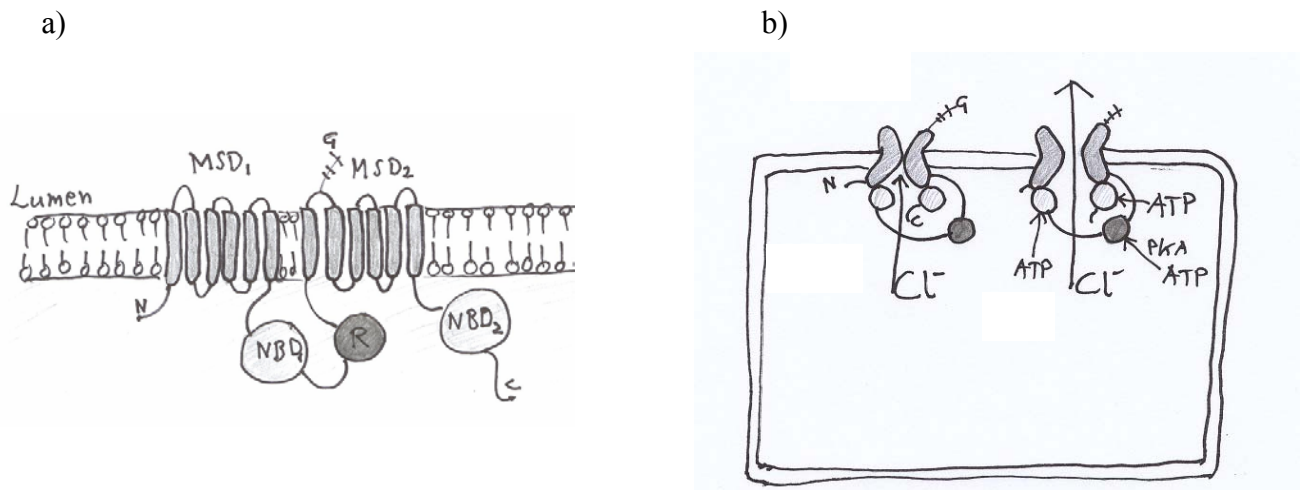 a)
b)
G
MSD1
MSD2
Lumen
N
NBD1
R
NBD2
C
G
N
C
Cl-
ATP
Cl-
ATP
PKA
ATP